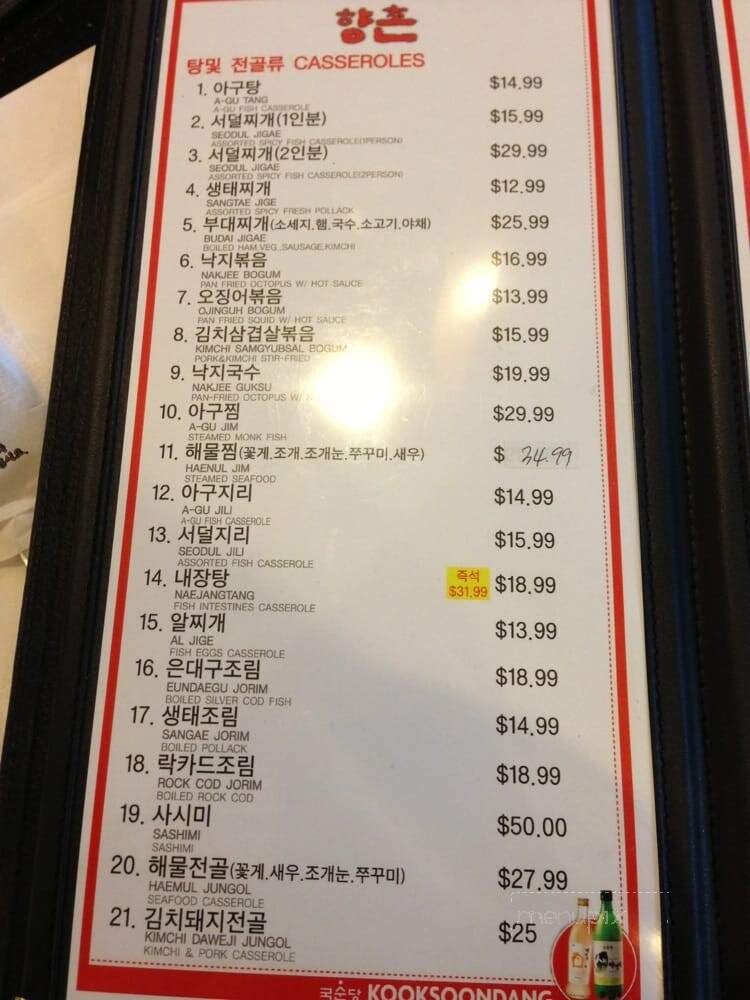 향촌
탕및 전골류 CASSEROLES
1. 아구탕 $14.99
A-GU TANG
A-GU FISH CASSEROLE
2. 서덜찌개(1인분) $15.99
SEODUL JIGAE
ASSORTED SPICY FISH CASSEROLE(1PERSON)
3. 서덜찌개(2인분) $29.99
SEODUL JIGAE
ASSORTED SPICY FISH CASSEROLE(2PERSON)
4. 생태찌개 $12.99
SANGTAE JIGE
ASSORTED SPICY FRESH POLLACK
5. 부대찌개(소세지.햄.국수.소고기.야채) $25.99
BUDAI JIGAE
BOILED HAM.VEG.,SAUSAGE,KIMCHI
6. 낙지볶음 $16.99
NAKJEE BOGUM
PAN FRIED OCTOPUS W/ HOT SAUCE
7. 오징어볶음 $13.99
OJINGUH BOGUM
PAN FRIED SQUID W/ HOT SAUCE
8. 김치삼겹살볶음 $15.99
KIMCHI SAMGYUBSAL BOGUM
PORK&KIMCHI STIR-FRIED
9. 낙지국수 $19.99
NAKJEE GUKSU
PAN-FRIED OCTOPUS W/
10. 아구찜 $29.99
A-GU JIM
STEAMED MONK FISH
11. 해물찜(꽃게.조개.조개눈.쭈꾸미.새우) $ 34.99
HAENUL JIM
STEAMED SEAFOOD
12. 아구지리 $14.99
A-GU JILI
A-GU FISH CASSEROLE
13. 서덜지리 $15.99
SEODUL JILI
ASSORTED FISH CASSEROLE
14. 내장탕 즉석 $31.99 $18.99
NAEJANGTANG
FISH INTESTINES CASSEROLE
15. 알찌개 $13.99
AL JIGE
FISH EGGS CASSEROLE
16. 은대구조림 $18.99
EUNDAEGU JORIM
BOILED SILVER COD FISH
17. 생태조림 $14.99
SANGAE JORIM
BOILED POLLACK
18. 락카드조림 $18.99
ROCK COD JORIM
BOILED ROCK COD
19. 사시미 $50.00
SASHIMI
SASHIMI
20. 해물전골(꽃게.새우.조개눈.쭈꾸미) $27.99
HAEMUL JUNGOL
SEAFOOD CASSEROLE
21. 김치돼지전골 $25
KIMCHI DAWEJI JUNGOL
KIMCHI & PORK CASSEROLE
menupix
국순당 KOOKSOONDANG